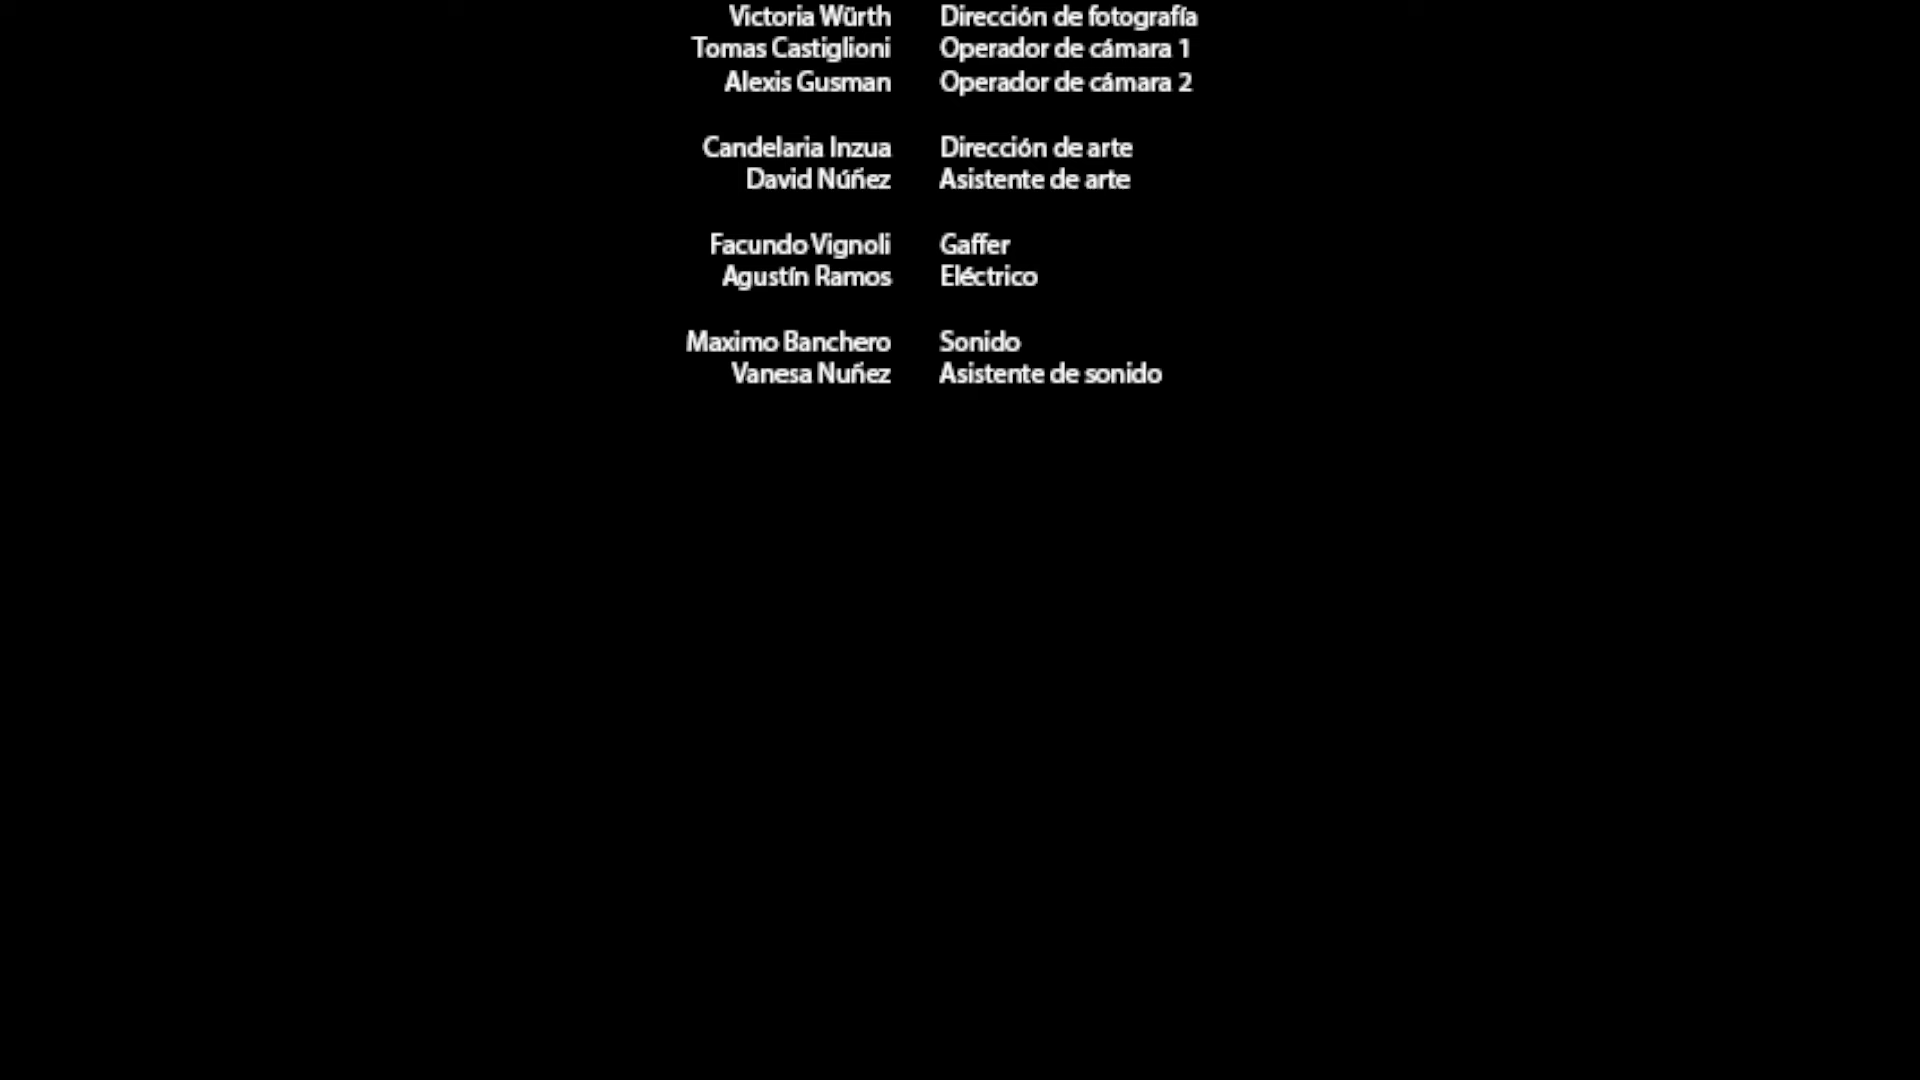 Victoria Würth Dirección de fotografía
Tomas Castiglioni Operador de cámara 1
Alexis Gusman Operador de cámara 2
Candelaria Inzua Dirección de arte
David Núñez Asistente de arte
Facundo Vignoli Gaffer
Agustín Ramos Eléctrico
Maximo Banchero Sonido
Vanesa Nuñez Asistente de sonido